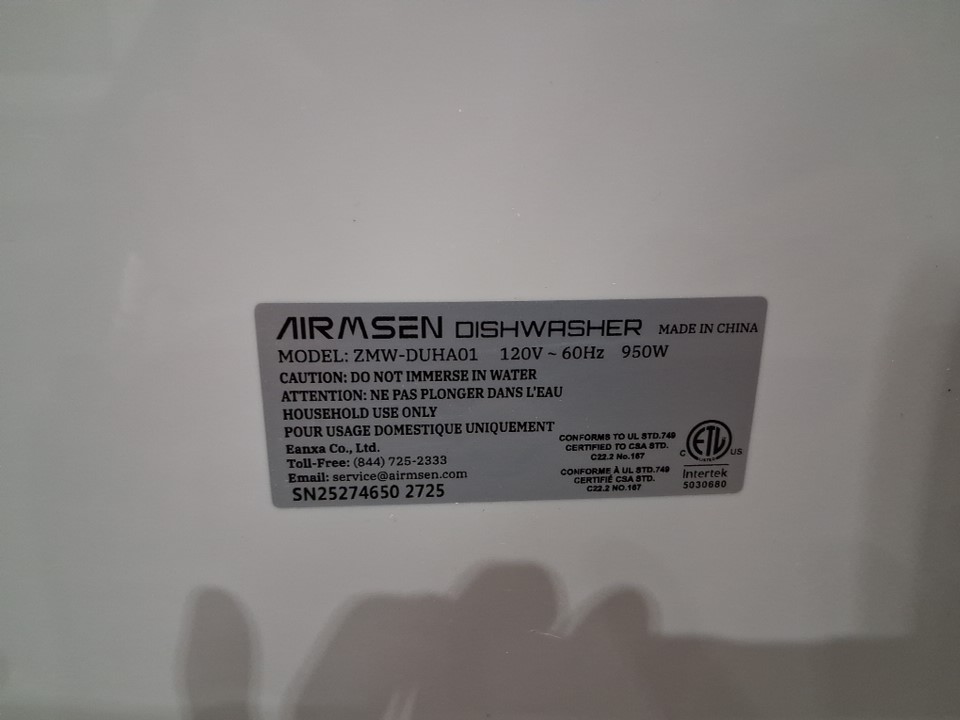 AIRMSEN DISHWASHER MADE IN CHINA
MODEL: ZMW-DUHA01 120V ~ 60Hz 950W
CAUTION: DO NOT IMMERSE IN WATER
ATTENTION: NE PAS PLONGER DANS L'EAU
HOUSEHOLD USE ONLY
POUR USAGE DOMESTIQUE UNIQUEMENT
Eanxa Co., Ltd.
Toll-Free: (844) 725-2333
Email: service@airmsen.com
SN25274650 2725
CONFORMS TO UL STD.749
CERTIFIED TO CSA STD.
C22.2 No.167
CONFORME À UL STD.749
CERTIFIÉ CSA STD.
C22.2 NO.167
C ETL US
Intertek
5030680